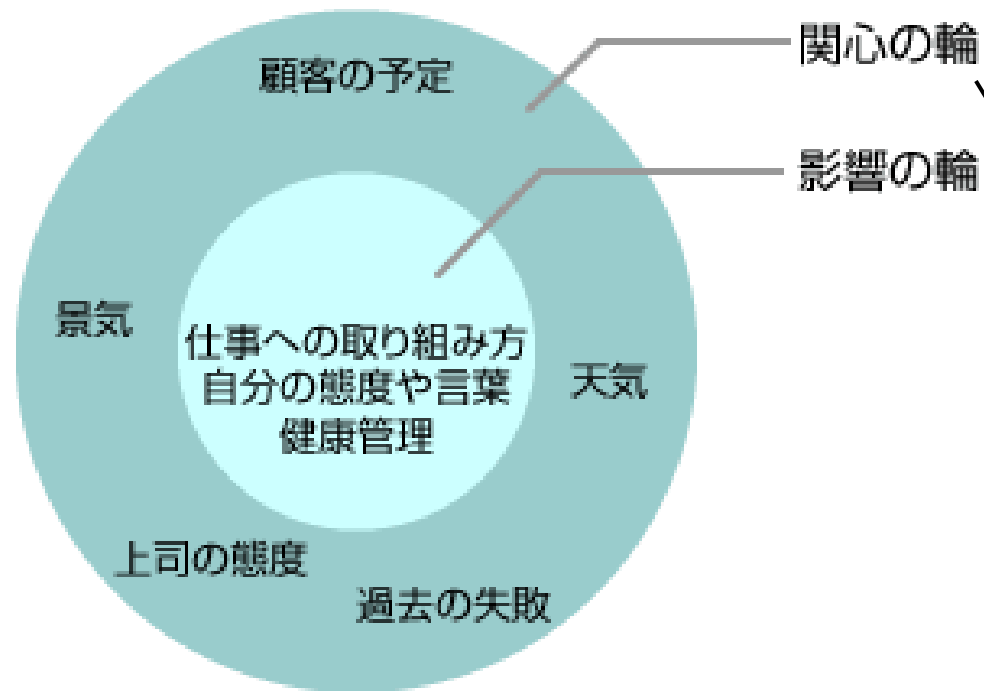 関心の輪
顧客の予定
影響の輪
景気
仕事への取り組み方
自分の態度や言葉
健康管理
天気
上司の態度
過去の失敗